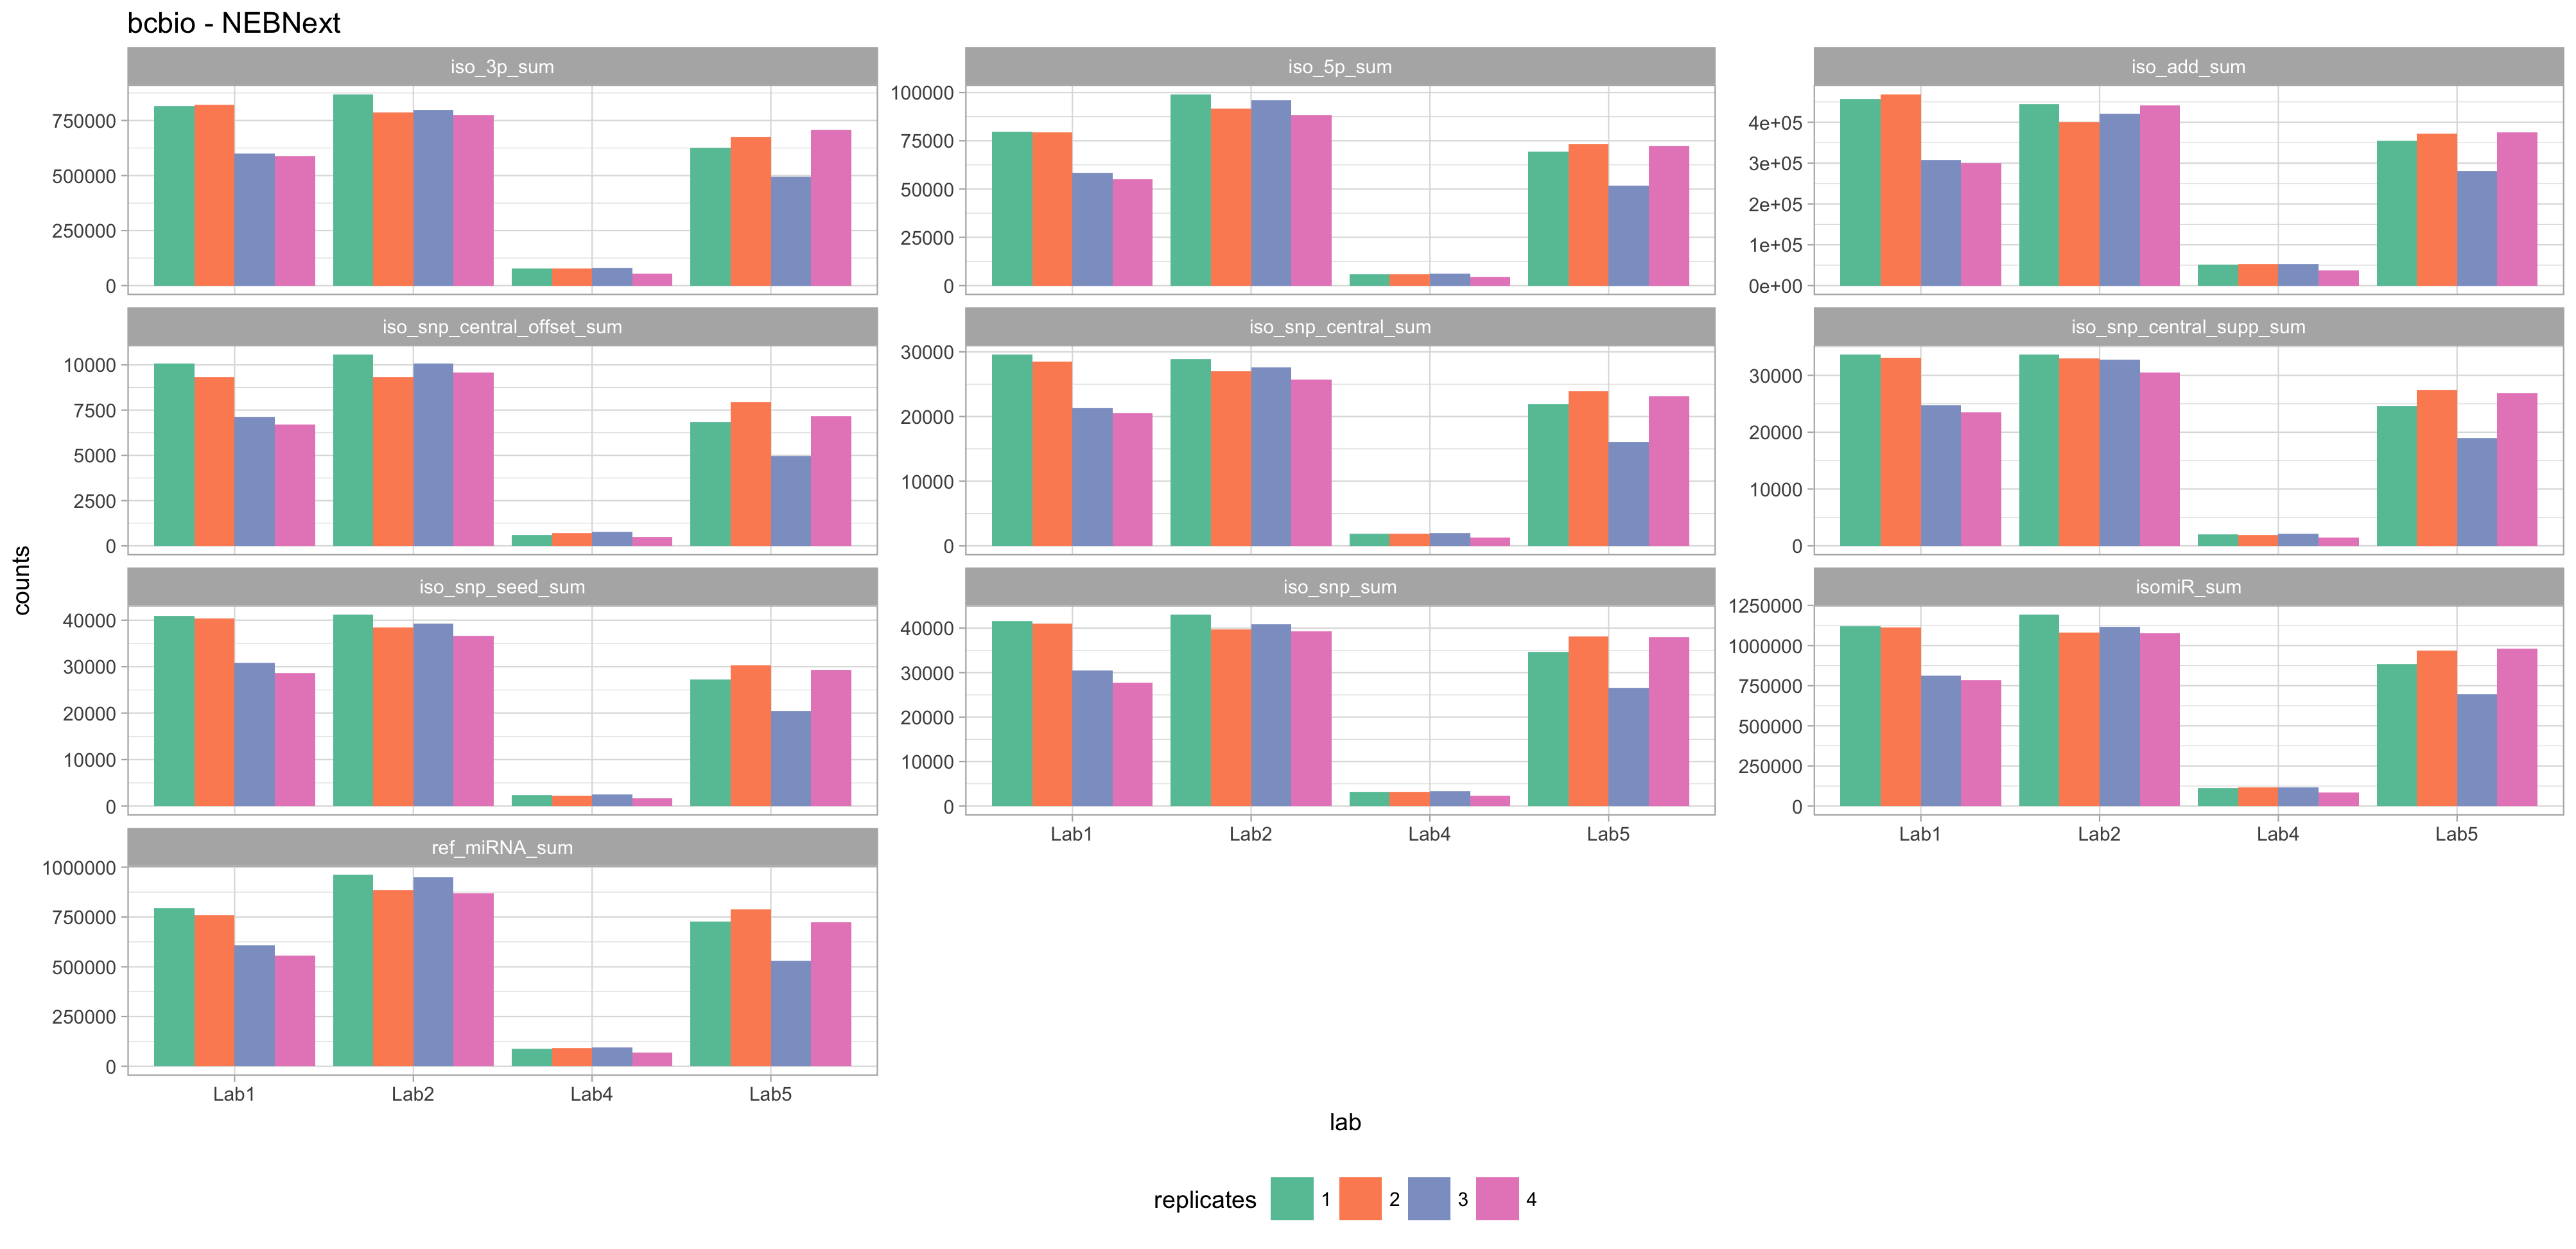 bcbio - NEBNext
iso_3p_sum
iso_5p_sum
iso_add_sum
750000
500000
250000
0
100000
75000
50000
25000
0
4e+05
3e+05
2e+05
1e+05
0e+00
iso_snp_central_offset_sum
iso_snp_central_sum
iso_snp_central_supp_sum
10000
7500
5000
2500
0
30000
20000
10000
0
30000
20000
10000
0
iso_snp_seed_sum
iso_snp_sum
isomiR_sum
40000
30000
20000
10000
0
40000
30000
20000
10000
0
1250000
1000000
750000
500000
250000
0
Lab1 Lab2 Lab4 Lab5
Lab1 Lab2 Lab4 Lab5
ref_miRNA_sum
1000000
750000
500000
250000
0
Lab1 Lab2 Lab4 Lab5
counts
lab
replicates 1 2 3 4